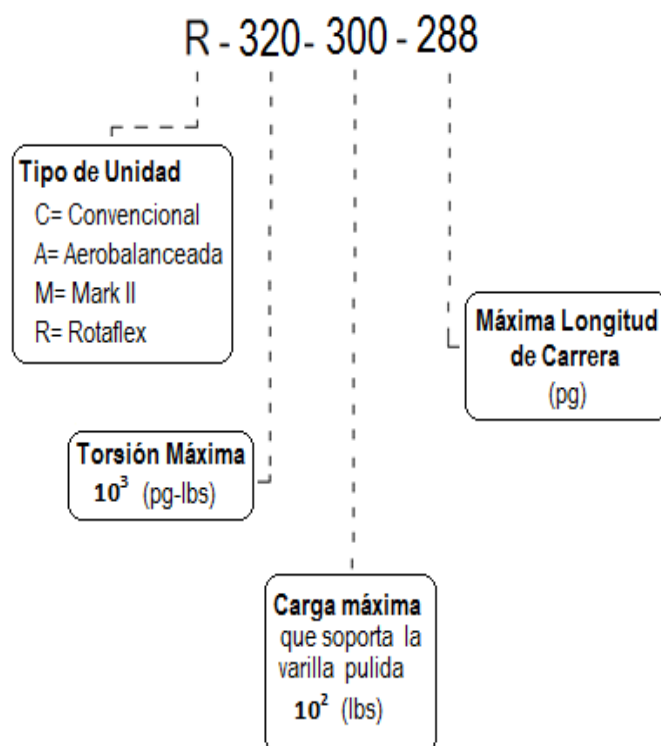 R - 320 - 300 - 288
Tipo de Unidad
C= Convencional
A= Aerobalanceada
M= Mark II
R= Rotaflex
Máxima Longitud
de Carrera
(pg)
Torsión Máxima
10³ (pg-lbs)
Carga máxima
que soporta la
varilla pulida
10² (lbs)